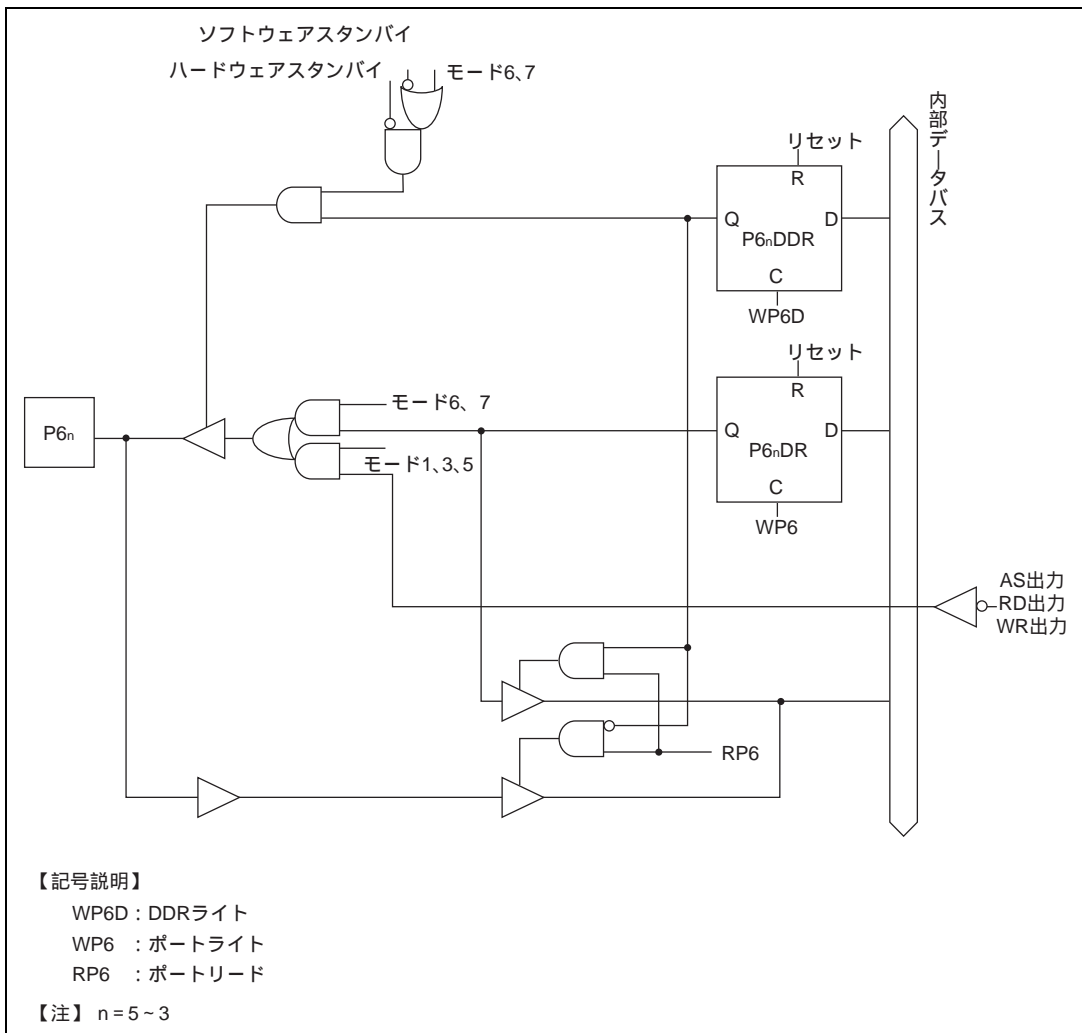 ソフトウェアスタンバイ
ハードウェアスタンバイ
モード6、7
内部データバス
リセット
R
Q
D
P6nDDR
C
WP6D
リセット
R
モード6、7
P6n
Q
D
P6nDR
モード1、3、5
C
WP6
AS出力
RD出力
WR出力
RP6
【記号説明】
WP6D：DDRライト
WP6 ：ポートライト
RP6 ：ポートリード
【注】 n = 5 ~ 3